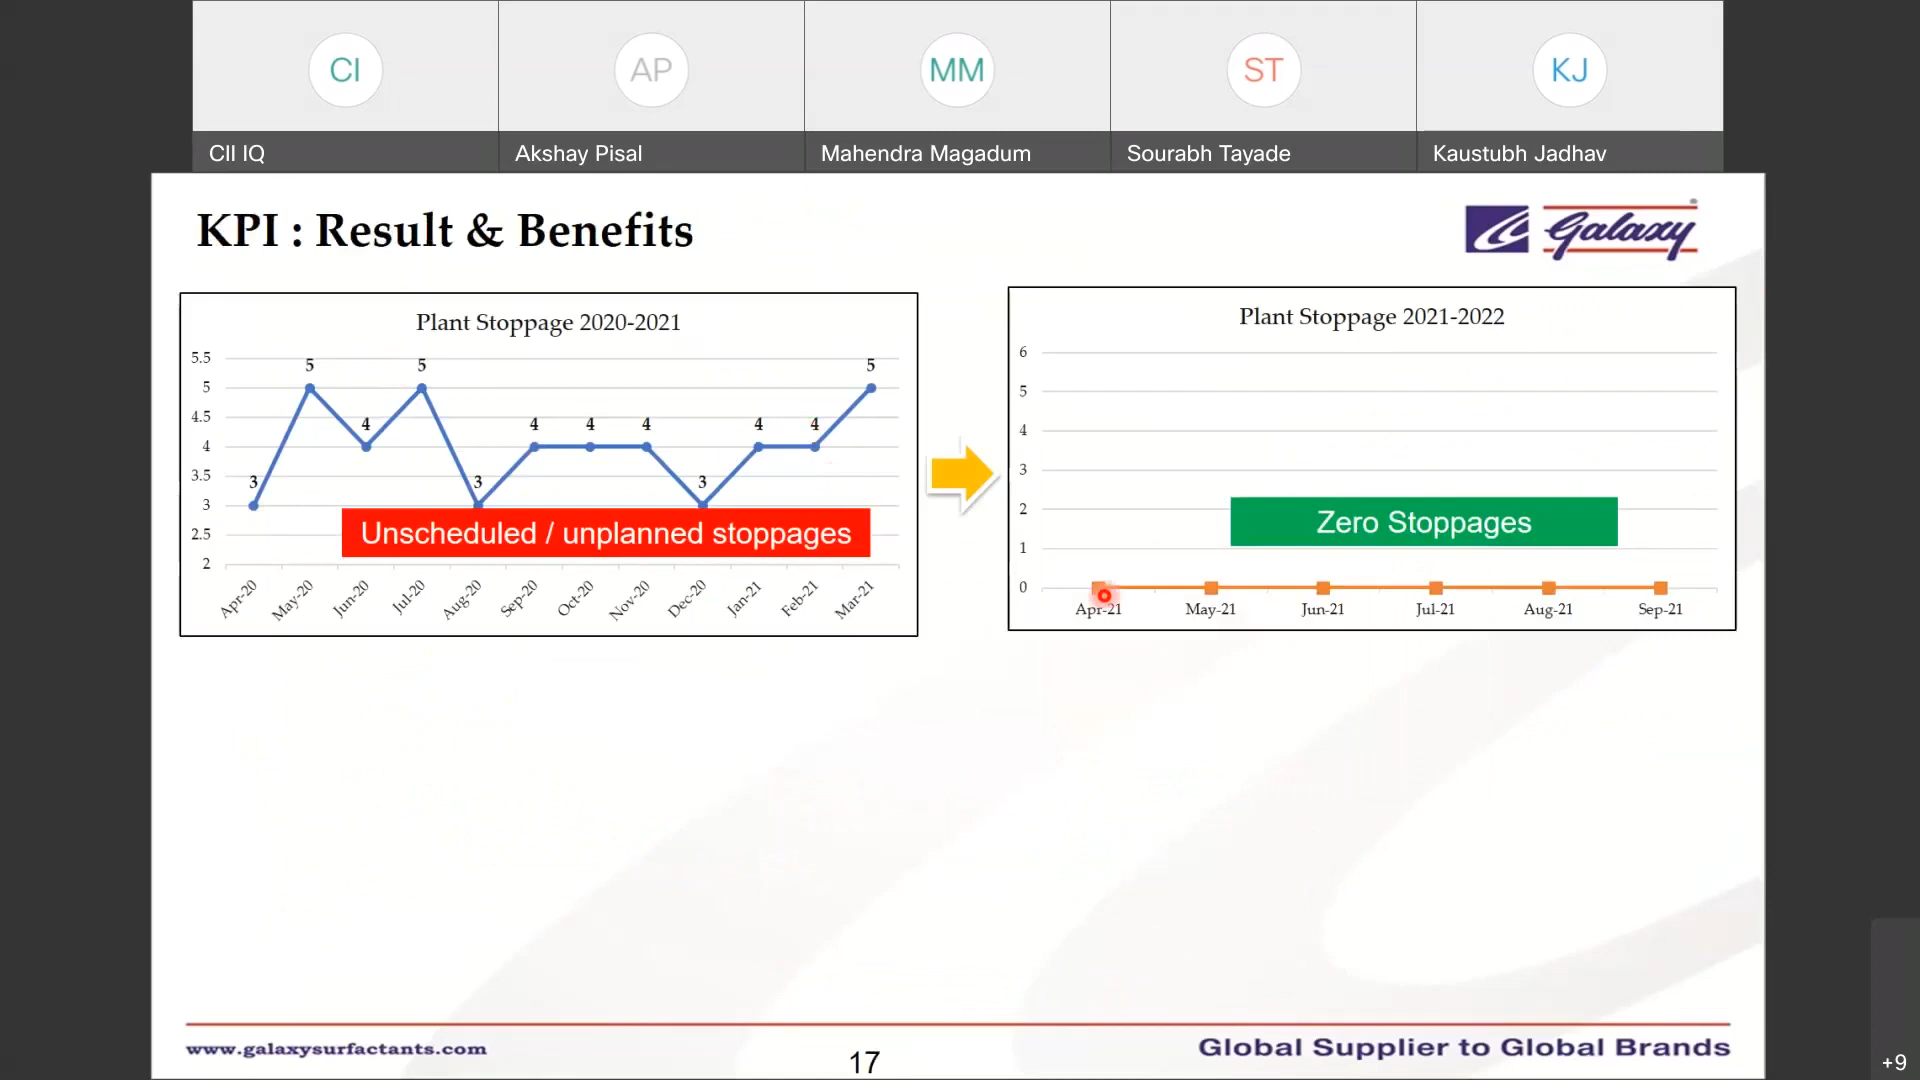 CI
AP
MM
ST
KJ
CII IQ
Akshay Pisal
Mahendra Magadum
Sourabh Tayade
Kaustubh Jadhav
KPI : Result & Benefits
Galaxy
Plant Stoppage 2020-2021
5.5
5
4.5
4
3.5
3
2.5
2
3
5
4
5
3
4
4
4
3
4
4
5
Unscheduled / unplanned stoppages
Apr-20
May-20
Jun-20
Jul-20
Aug-20
Sep-20
Oct-20
Nov-20
Dec-20
Jan-21
Feb-21
Mar-21
Plant Stoppage 2021-2022
6
5
4
3
2
1
0
Zero Stoppages
Apr-21
May-21
Jun-21
Jul-21
Aug-21
Sep-21
www.galaxysurfactants.com
17
Global Supplier to Global Brands
+9